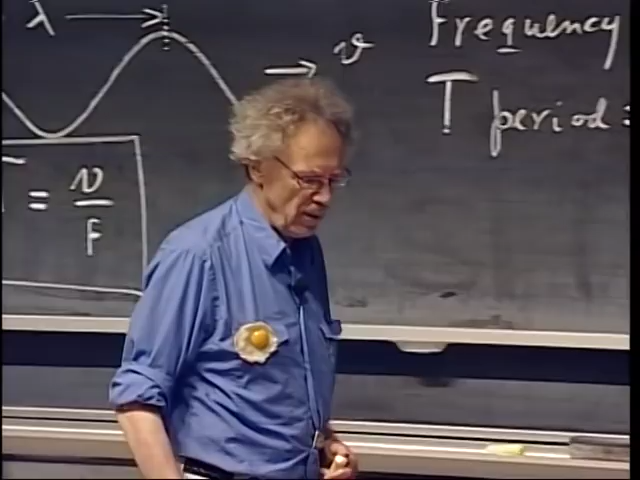 λ → v
Frequency
T period =
= v
F